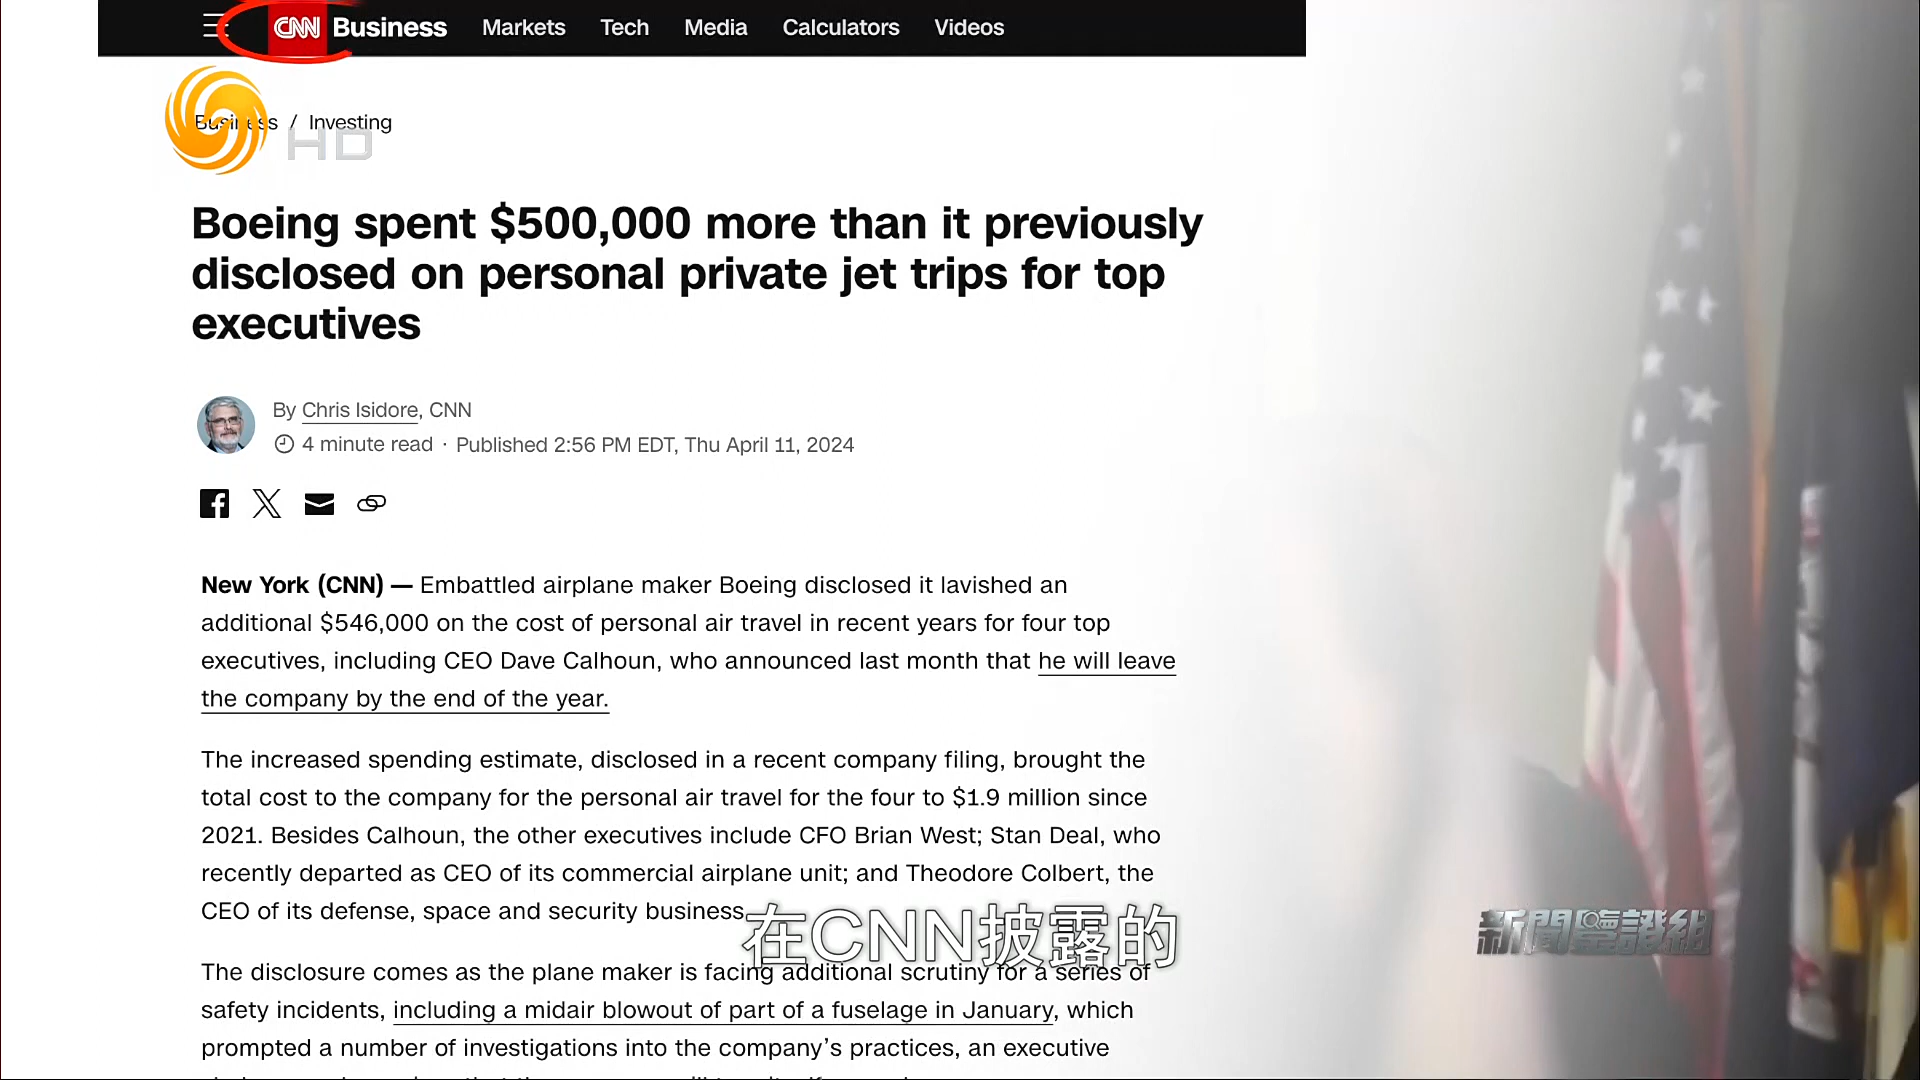 CNN Business Markets Tech Media Calculators Videos
Business / Investing
HD
Boeing spent $500,000 more than it previously
disclosed on personal private jet trips for top
executives
By Chris Isidore, CNN
4 minute read · Published 2:56 PM EDT, Thu April 11, 2024
New York (CNN) — Embattled airplane maker Boeing disclosed it lavished an
additional $546,000 on the cost of personal air travel in recent years for four top
executives, including CEO Dave Calhoun, who announced last month that he will leave
the company by the end of the year.
The increased spending estimate, disclosed in a recent company filing, brought the
total cost to the company for the personal air travel for the four to $1.9 million since
2021. Besides Calhoun, the other executives include CFO Brian West; Stan Deal, who
recently departed as CEO of its commercial airplane unit; and Theodore Colbert, the
CEO of its defense, space and security business.
在CNN披露的
新聞鑒證組
The disclosure comes as the plane maker is facing additional scrutiny for a series of
safety incidents, including a midair blowout of part of a fuselage in January, which
prompted a number of investigations into the company’s practices, an executive